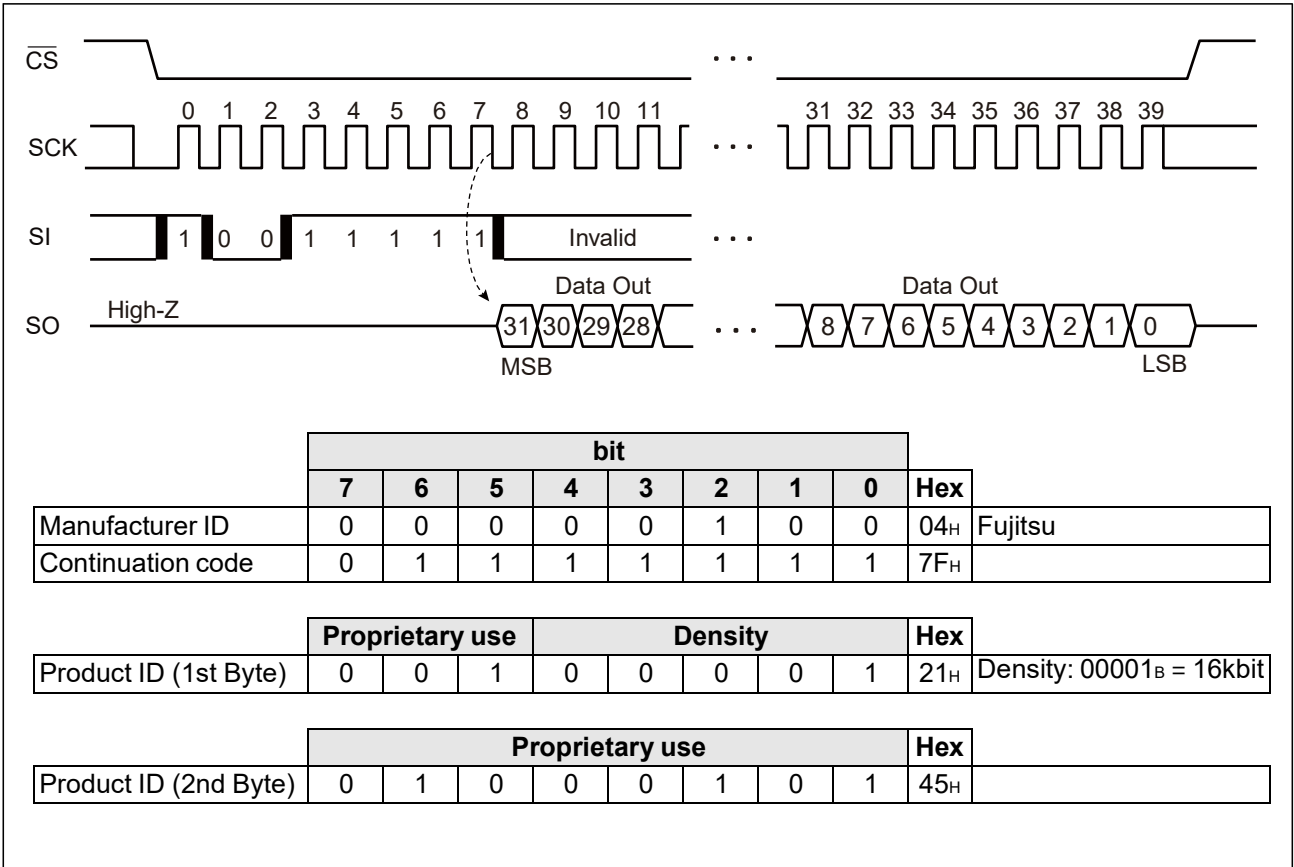 CS
0 1 2 3 4 5 6 7 8 9 10 11 31 32 33 34 35 36 37 38 39
SCK
SI 1 0 0 1 1 1 1 1 Invalid
Data Out Data Out
High-Z
SO 31 30 29 28 8 7 6 5 4 3 2 1 0
MSB LSB
bit
7 6 5 4 3 2 1 0 Hex
Manufacturer ID 0 0 0 0 0 1 0 0 04H Fujitsu
Continuation code 0 1 1 1 1 1 1 1 7FH
Proprietary use Density Hex
Product ID (1st Byte) 0 0 1 0 0 0 0 1 21H Density: 00001B = 16kbit
Proprietary use Hex
Product ID (2nd Byte) 0 1 0 0 0 1 0 1 45H